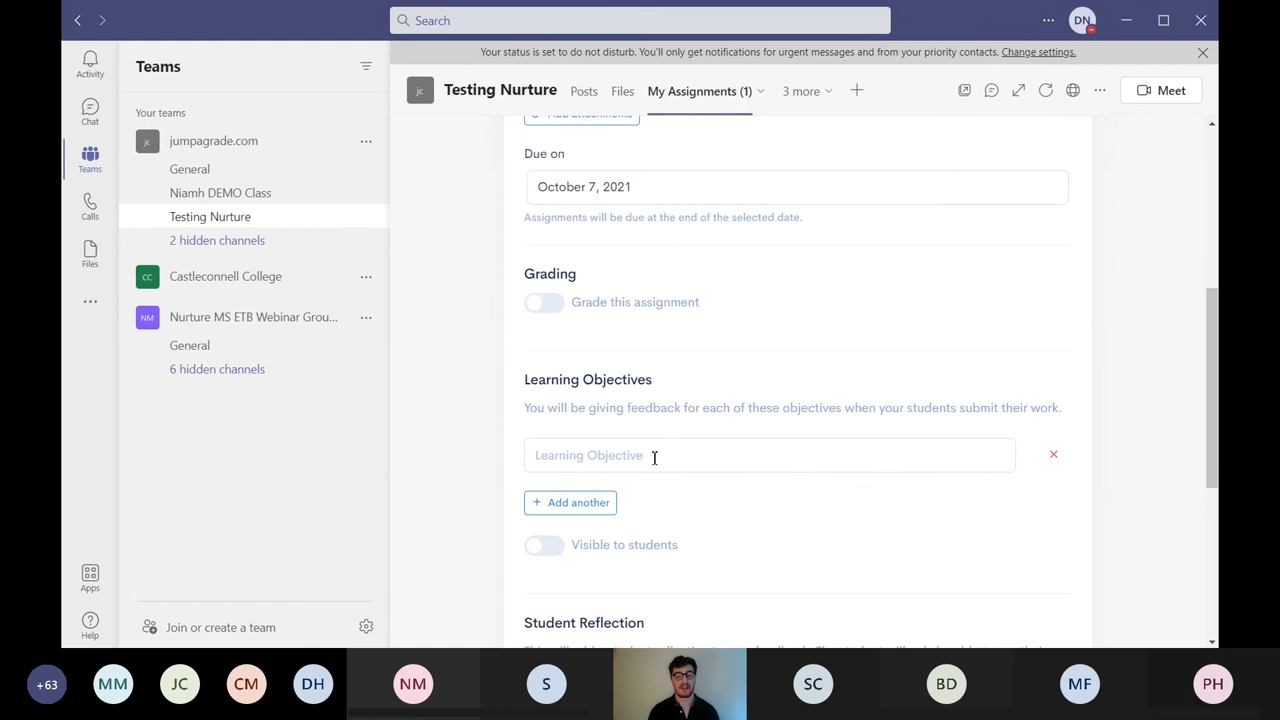 Search
DN
Activity
Chat
Teams
Calls
Files
Apps
Help
Teams
Your teams
jc
jumpagrade.com
General
Niamh DEMO Class
Testing Nurture
2 hidden channels
CC
Castleconnell College
NM
Nurture MS ETB Webinar Grou...
General
6 hidden channels
Join or create a team
Your status is set to do not disturb. You'll only get notifications for urgent messages and from your priority contacts. Change settings.
jc
Testing Nurture
Posts
Files
My Assignments (1)
3 more
Meet
Add attachments
Due on
October 7, 2021
Assignments will be due at the end of the selected date.
Grading
Grade this assignment
Learning Objectives
You will be giving feedback for each of these objectives when your students submit their work.
Learning Objective
+ Add another
Visible to students
Student Reflection
+63
MM
JC
CM
DH
NM
S
SC
BD
MF
PH